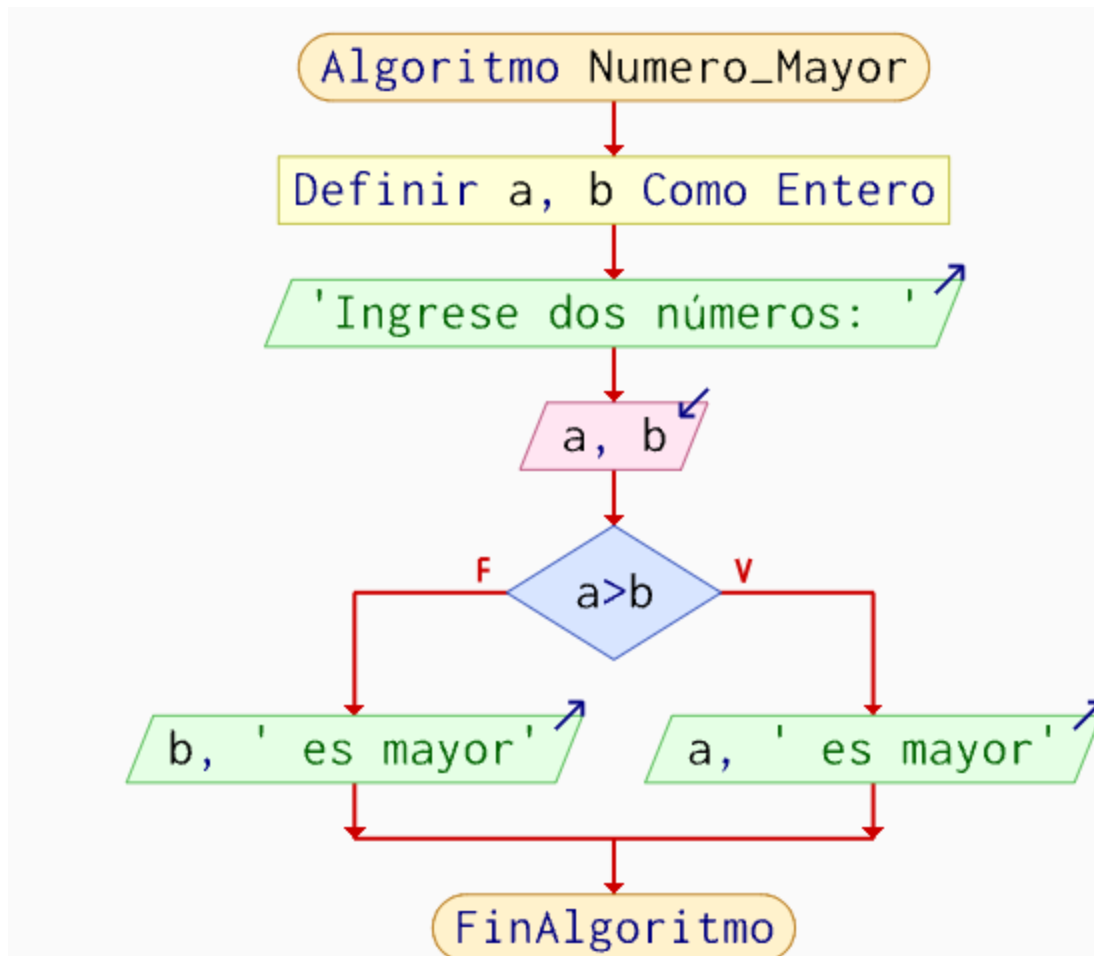 Algoritmo Numero_Mayor
Definir a, b Como Entero
'Ingrese dos números: '
a, b
F
V
a>b
b, ' es mayor'
a, ' es mayor'
FinAlgoritmo